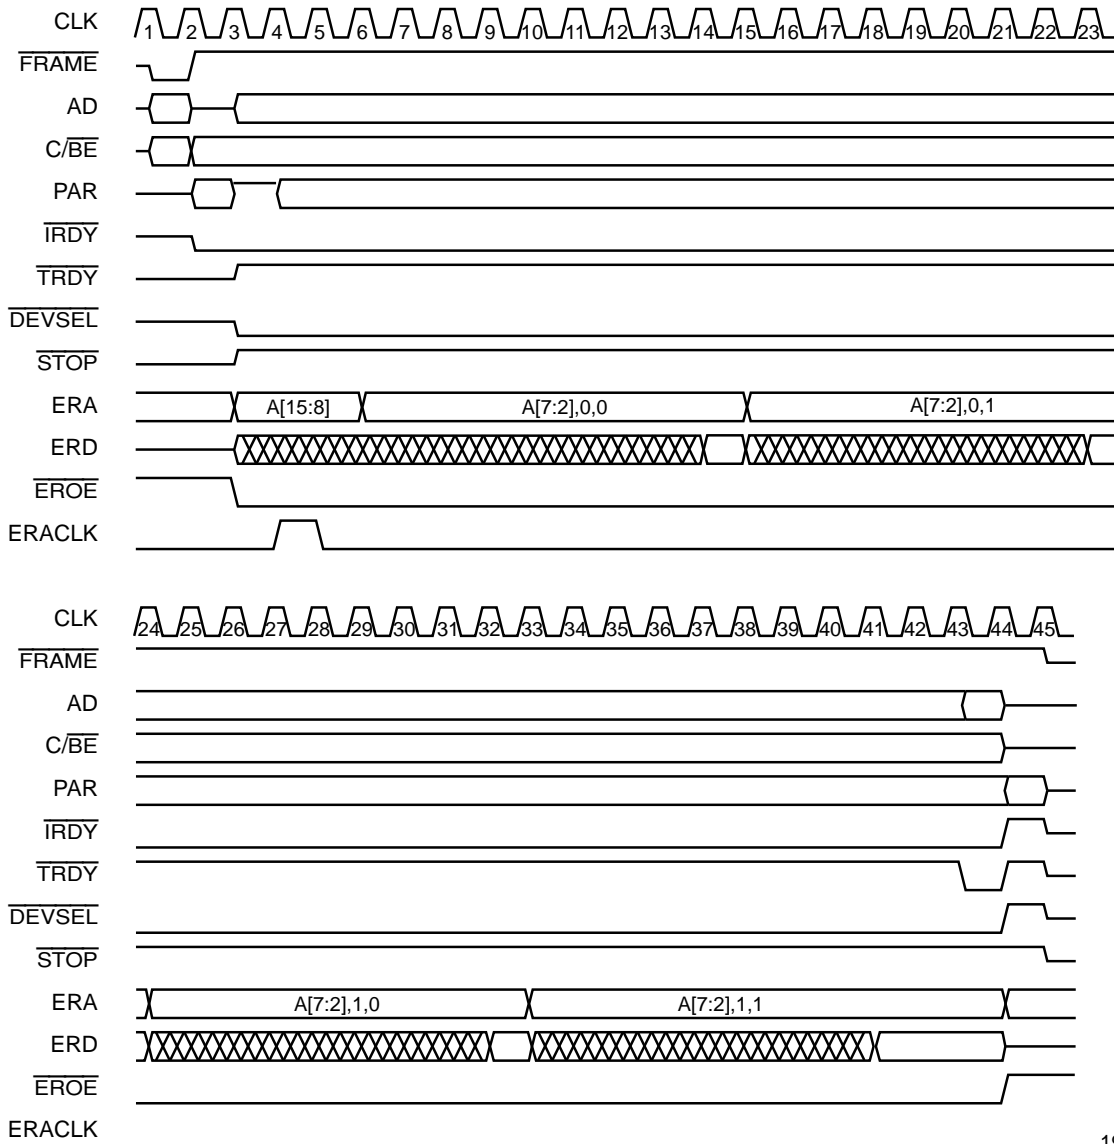 CLK 1 2 3 4 5 6 7 8 9 10 11 12 13 14 15 16 17 18 19 20 21 22 23
FRAME
AD
C/BE
PAR
IRDY
TRDY
DEVSEL
STOP
ERA A[15:8] A[7:2],0,0 A[7:2],0,1
ERD
EROE
ERACLK
CLK 24 25 26 27 28 29 30 31 32 33 34 35 36 37 38 39 40 41 42 43 44 45
FRAME
AD
C/BE
PAR
IRDY
TRDY
DEVSEL
STOP
ERA A[7:2],1,0 A[7:2],1,1
ERD
EROE
ERACLK